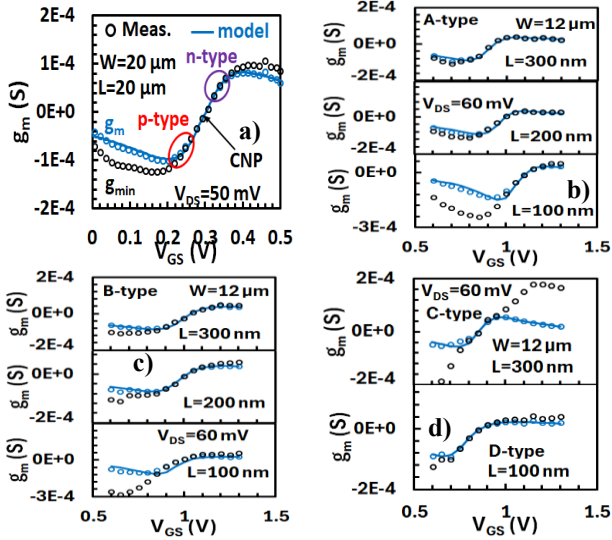 2E-4
1E-4
0E+0
-1E-4
-2E-4
gm (S)
Meas.
model
W=20 µm
L=20 µm
n-type
gm
p-type
a)
CNP
gmin
VDS=50 mV
0 0.1 0.2 0.3 0.4 0.5
VGS (V)
2E-4
0E+0
-2E-4
gm (S)
A-type
W=12 µm
L=300 nm
2E-4
0E+0
-2E-4
gm (S)
VDS=60 mV
L=200 nm
0E+0
-3E-4
gm (S)
b)
L=100 nm
0.5 1 1.5
VGS (V)
2E-4
0E+0
-2E-4
gm (S)
B-type
W=12 µm
L=300 nm
0E+0
-2E-4
gm (S)
c)
L=200 nm
0E+0
-3E-4
gm (S)
VDS=60 mV
L=100 nm
0.5 1 1.5
VGS (V)
2E-4
0E+0
gm (S)
VDS=60 mV
C-type
W=12 µm
L=300 nm
-2E-4
0E+0
-2E-4
gm (S)
d)
D-type
L=100 nm
0.5 1 1.5
VGS (V)